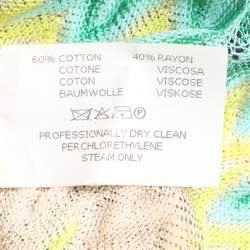 60% COTTON 40% RAYON
COTONE VISCOSA
COTON VISCOSE
BAUMWOLLE VISKOSE
PROFESSIONALLY DRY CLEAN
PERCHLORETHYLENE
STEAM ONLY